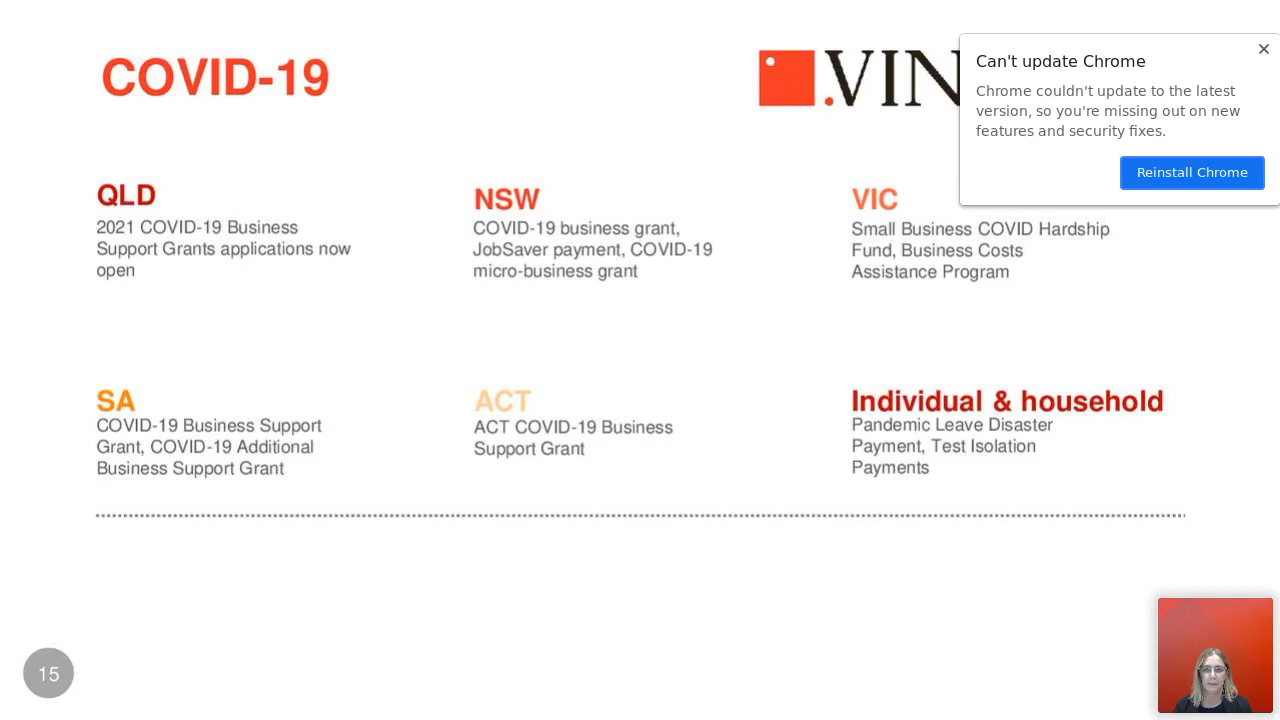 COVID-19
.VIN
Can't update Chrome
Chrome couldn't update to the latest
version, so you're missing out on new
features and security fixes.
Reinstall Chrome
QLD
2021 COVID-19 Business
Support Grants applications now
open
NSW
COVID-19 business grant,
JobSaver payment, COVID-19
micro-business grant
VIC
Small Business COVID Hardship
Fund, Business Costs
Assistance Program
SA
COVID-19 Business Support
Grant, COVID-19 Additional
Business Support Grant
ACT
ACT COVID-19 Business
Support Grant
Individual & household
Pandemic Leave Disaster
Payment, Test Isolation
Payments
15